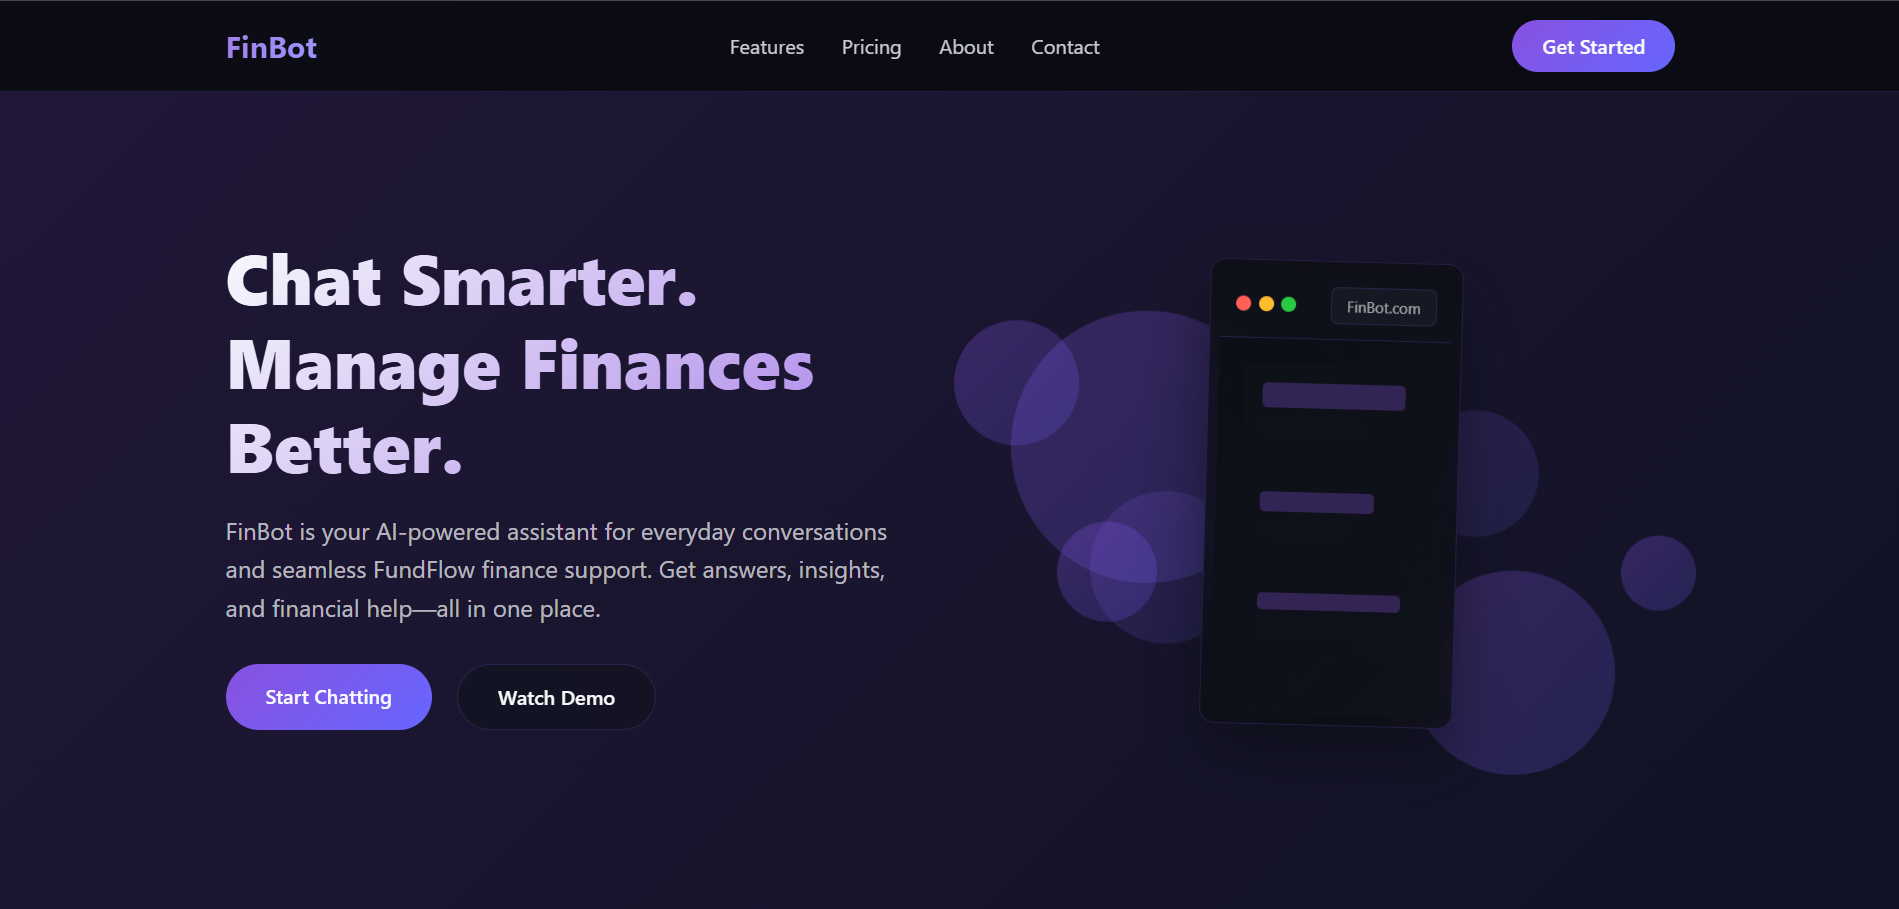 FinBot
Features
Pricing
About
Contact
Get Started
Chat Smarter.
Manage Finances
Better.
FinBot is your AI-powered assistant for everyday conversations
and seamless FundFlow finance support. Get answers, insights,
and financial help—all in one place.
Start Chatting
Watch Demo
FinBot.com